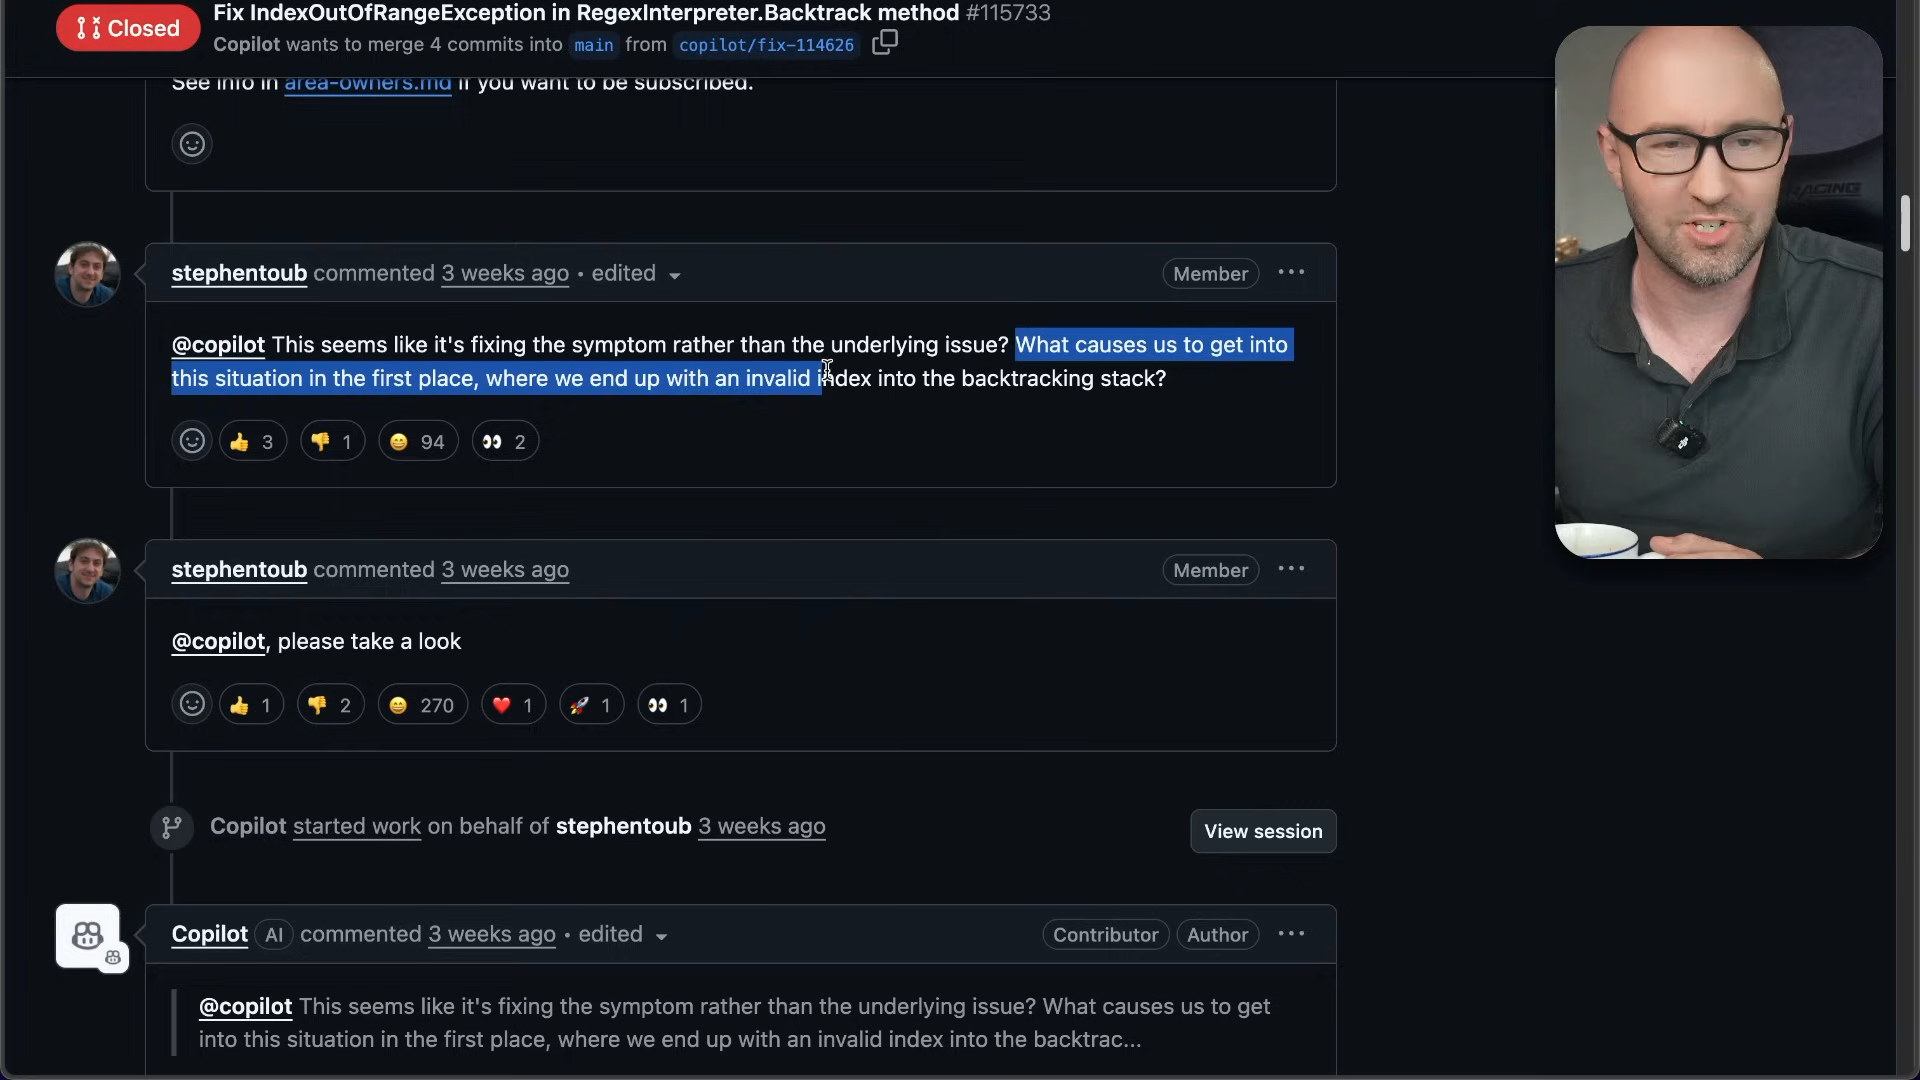 Closed
Fix IndexOutOfRangeException in RegexInterpreter.Backtrack method #115733
Copilot wants to merge 4 commits into main from copilot/fix-114626
See info in area-owners.md if you want to be subscribed.
stephentoub commented 3 weeks ago • edited
Member
@copilot This seems like it's fixing the symptom rather than the underlying issue? What causes us to get into
this situation in the first place, where we end up with an invalid index into the backtracking stack?
👍 3 👎 1 😄 94 👀 2
stephentoub commented 3 weeks ago
Member
@copilot, please take a look
👍 1 👎 2 😄 270 ❤️ 1 🚀 1 👀 1
Copilot started work on behalf of stephentoub 3 weeks ago
View session
Copilot AI commented 3 weeks ago • edited
Contributor Author
@copilot This seems like it's fixing the symptom rather than the underlying issue? What causes us to get
into this situation in the first place, where we end up with an invalid index into the backtrac...
RACING